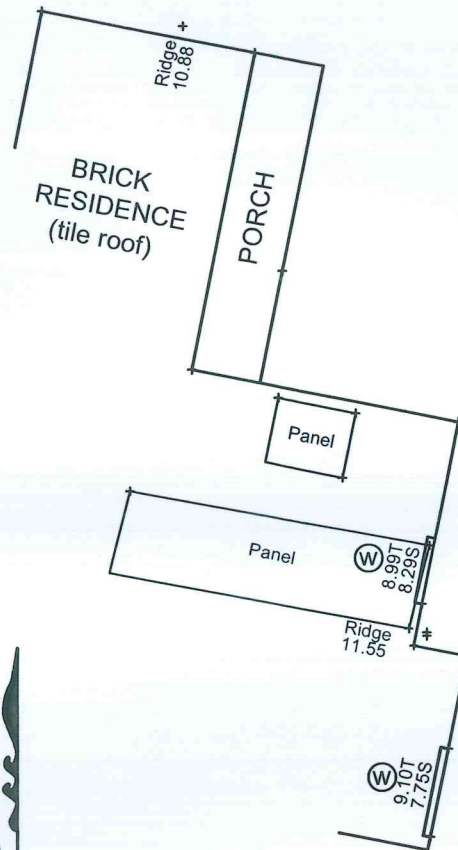 Ridge
10.88
BRICK
RESIDENCE
(tile roof)
PORCH
Panel
Panel
W
8.99T
8.29S
Ridge
11.55
W
9.10T
7.75S